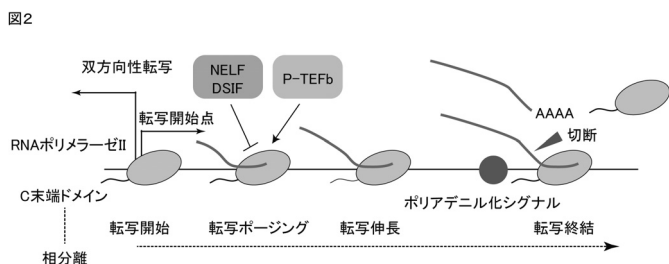 図2
双方向性転写
NELF
DSIF
P-TEFb
転写開始点
AAAA
切断
RNAポリメラーゼII
C末端ドメイン
ポリアデニル化シグナル
転写開始
転写ポージング
転写伸長
転写終結
相分離